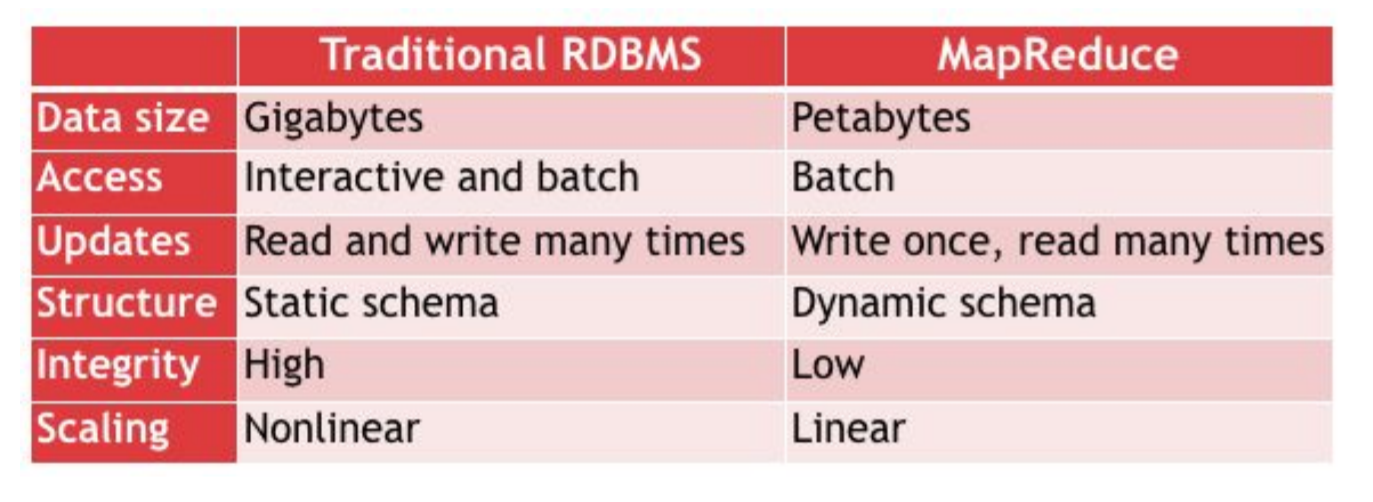 Traditional RDBMS MapReduce
Data size Gigabytes Petabytes
Access Interactive and batch Batch
Updates Read and write many times Write once, read many times
Structure Static schema Dynamic schema
Integrity High Low
Scaling Nonlinear Linear